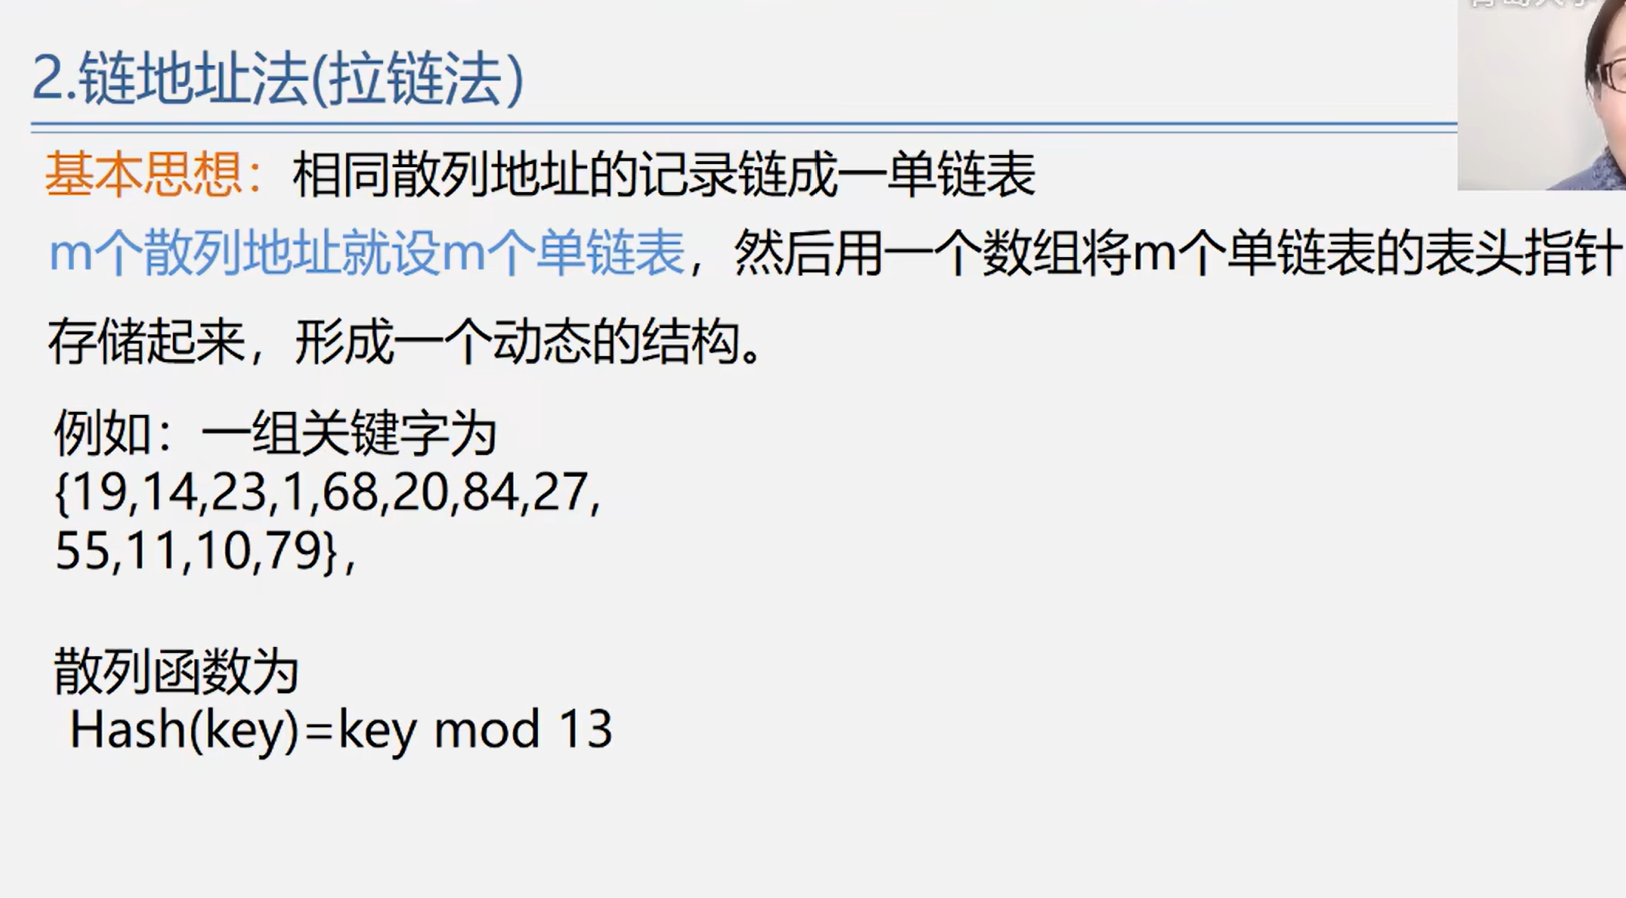 2.链地址法(拉链法)
基本思想：相同散列地址的记录链成一单链表
m个散列地址就设m个单链表，然后用一个数组将m个单链表的表头指针
存储起来，形成一个动态的结构。
例如：一组关键字为
{19,14,23,1,68,20,84,27,
55,11,10,79}，
散列函数为
Hash(key)=key mod 13